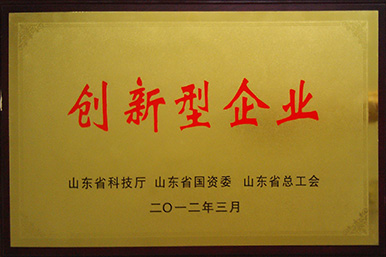 创新型企业
山东省科技厅 山东省国资委 山东省总工会
二〇一二年三月